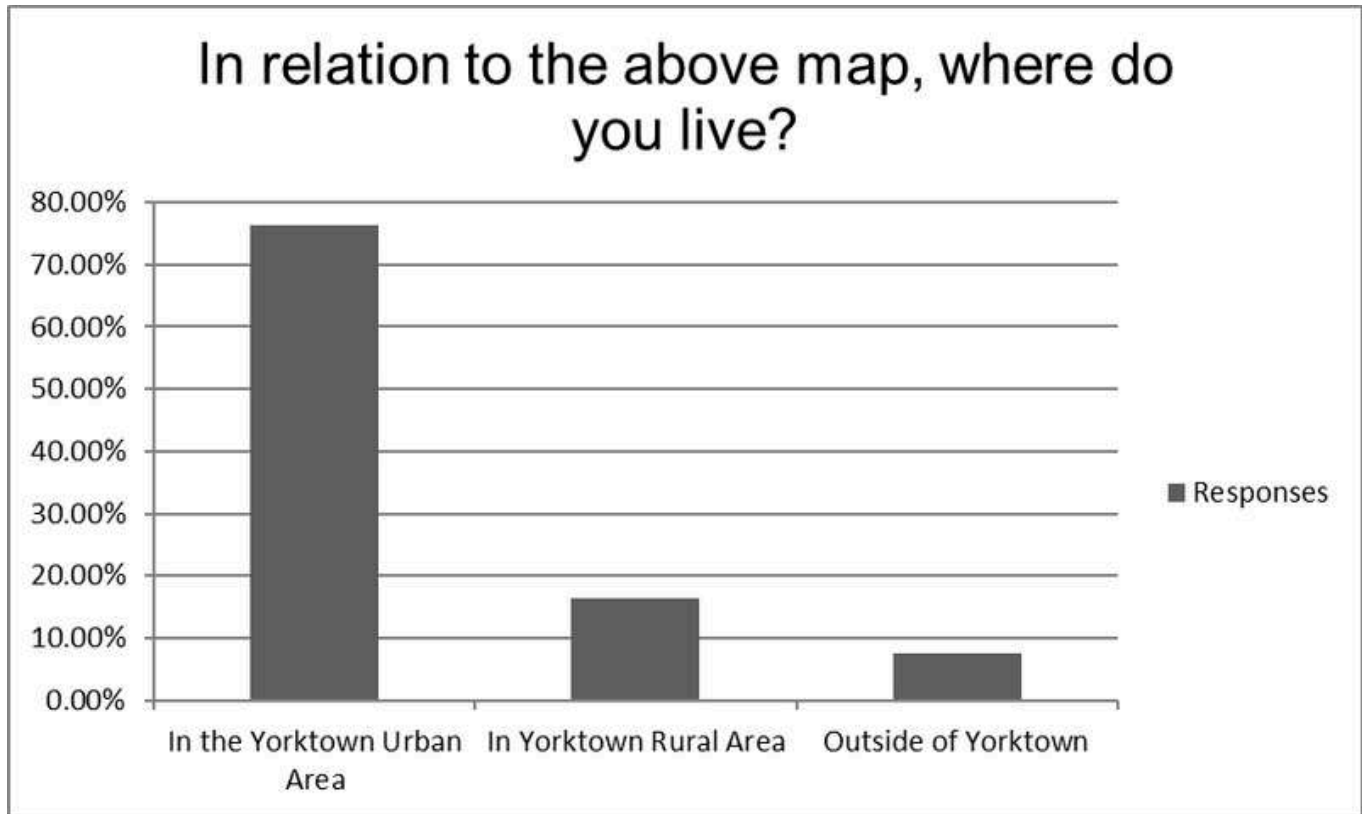 In relation to the above map, where do
you live?
80.00%
70.00%
60.00%
50.00%
40.00%
30.00%
20.00%
10.00%
0.00%
Responses
In the Yorktown Urban
Area
In Yorktown Rural Area
Outside of Yorktown